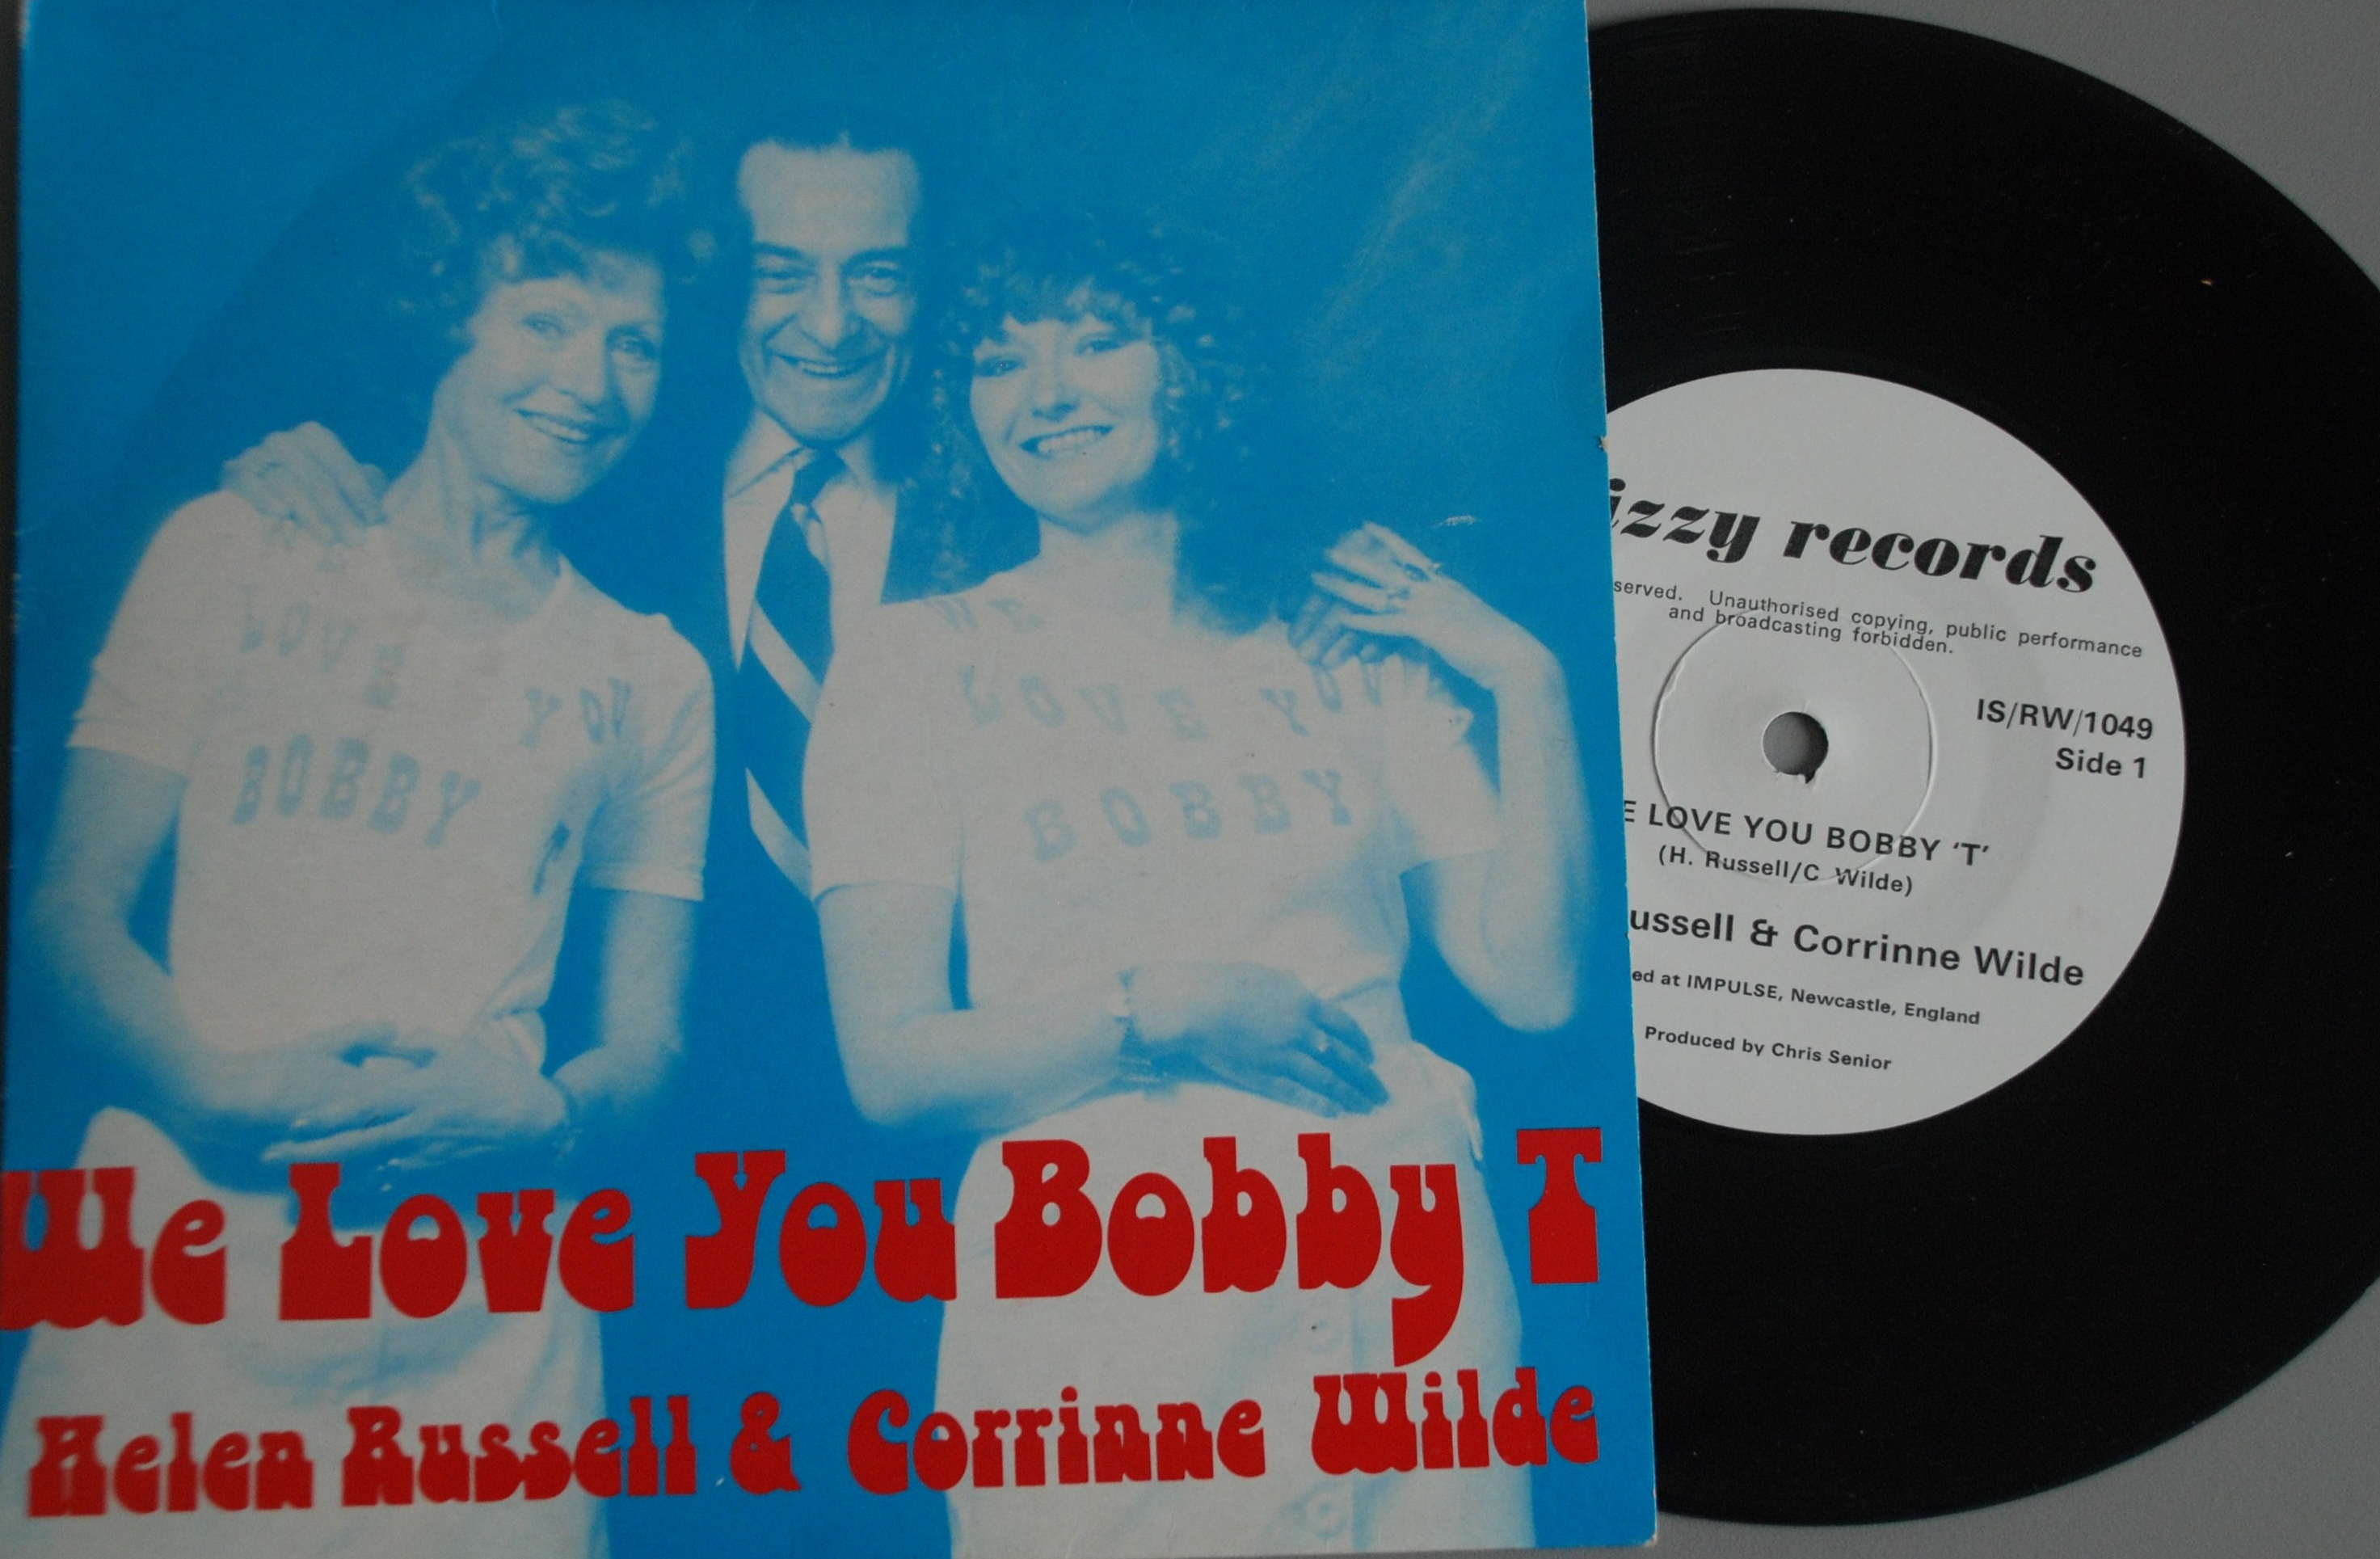 WE
LOVE YOU
BOBBY
WE
LOVE YOU
BOBBY
We Love You Bobby T
Helen Russell & Corrinne Wilde
izzy records
served. Unauthorised copying, public performance
and broadcasting forbidden.
IS/RW/1049
Side 1
E LOVE YOU BOBBY ‘T’
(H. Russell/C Wilde)
ussell & Corrinne Wilde
ed at IMPULSE, Newcastle, England
Produced by Chris Senior